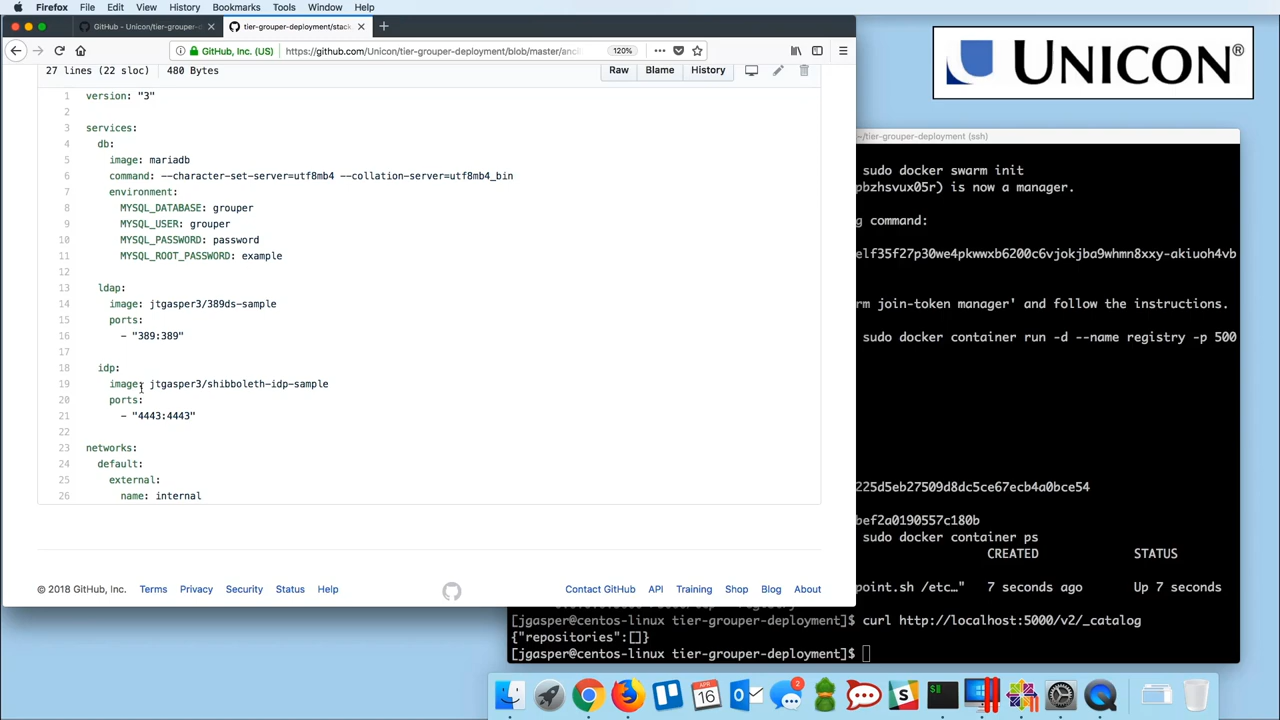 Firefox File Edit View History Bookmarks Tools Window Help
GitHub - Unicon/tier-grouper-d
tier-grouper-deployment/stack
GitHub, Inc. (US) https://github.com/Unicon/tier-grouper-deployment/blob/master/anci 120%
UNICON®
27 lines (22 sloc) 480 Bytes Raw Blame History
1 version: "3"
2
3 services:
4 db:
5 image: mariadb
6 command: --character-set-server=utf8mb4 --collation-server=utf8mb4_bin
7 environment:
8 MYSQL_DATABASE: grouper
9 MYSQL_USER: grouper
10 MYSQL_PASSWORD: password
11 MYSQL_ROOT_PASSWORD: example
12
13 ldap:
14 image: jtgasper3/389ds-sample
15 ports:
16 - "389:389"
17
18 idp:
19 image: jtgasper3/shibboleth-idp-sample
20 ports:
21 - "4443:4443"
22
23 networks:
24 default:
25 external:
26 name: internal
© 2018 GitHub, Inc. Terms Privacy Security Status Help Contact GitHub API Training Shop Blog About
~/tier-grouper-deployment (ssh)
sudo docker swarm init
pbzhsvux05r) is now a manager.
g command:
elf35f27p30we4pkwwxb6200c6vjokjba9whmn8xxy-akiuoh4vb
rm join-token manager' and follow the instructions.
sudo docker container run -d --name registry -p 500
225d5eb27509d8dc5ce67ecb4a0bce54
bef2a0190557c180b
sudo docker container ps
CREATED STATUS
point.sh /etc…" 7 seconds ago Up 7 seconds
[jgasper@centos-linux tier-grouper-deployment]$ curl http://localhost:5000/v2/_catalog
{"repositories":[]}
[jgasper@centos-linux tier-grouper-deployment]$
APR
16
2